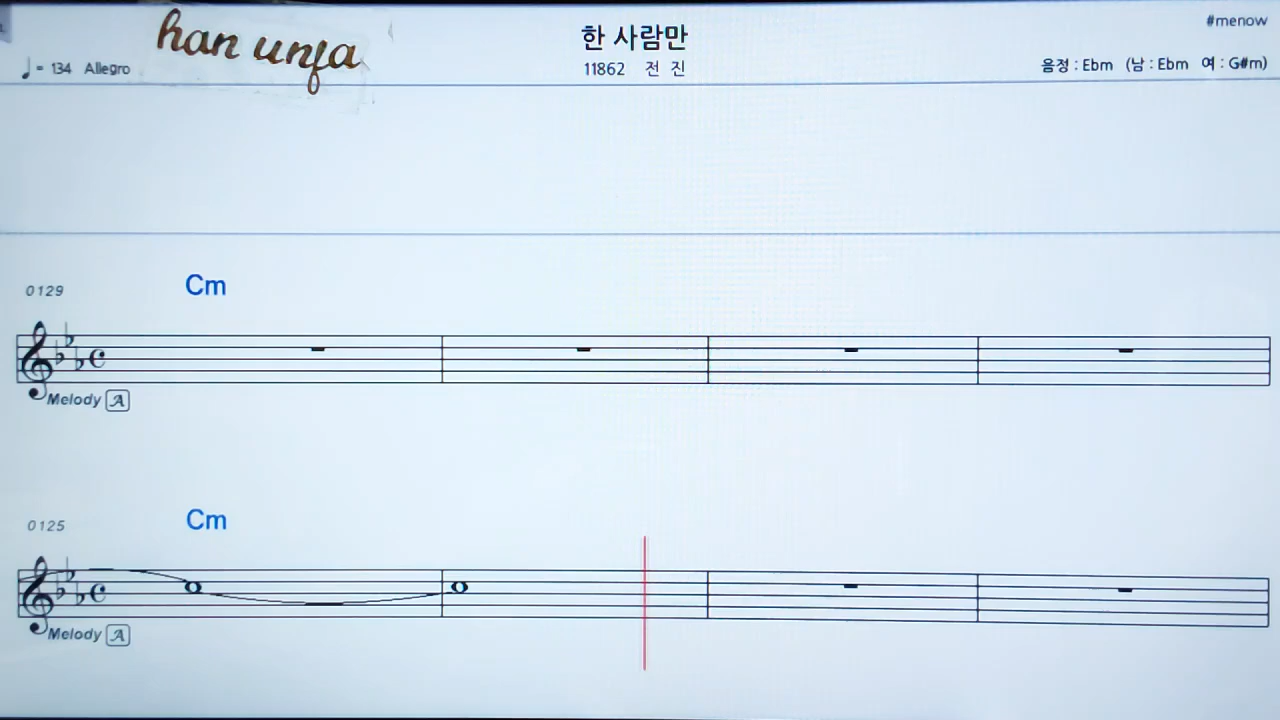 han unfa
한 사람만
#menow
♩= 134 Allegro
11862 전 진
음정 : Ebm (남 : Ebm 여 : G#m)
0129
Cm
Melody A
0125
Cm
Melody A